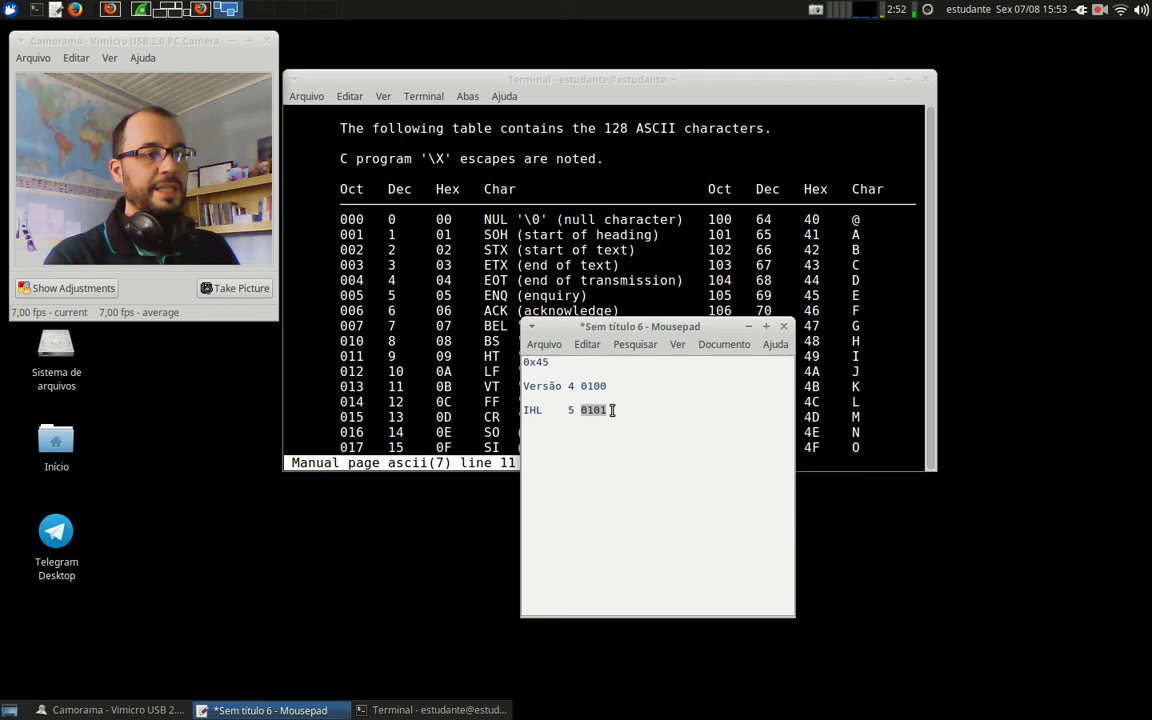 2:52
estudante
Sex 07/08
15:53
Camorama - Vimicro USB 2.0 PC Camera
Arquivo Editar Ver Ajuda
Show Adjustments
Take Picture
7,00 fps - current 7,00 fps - average
Terminal - estudante@estudante: ~
Arquivo Editar Ver Terminal Abas Ajuda
The following table contains the 128 ASCII characters.
C program '\X' escapes are noted.
Oct Dec Hex Char Oct Dec Hex Char
000 0 00 NUL '\0' (null character) 100 64 40 @
001 1 01 SOH (start of heading) 101 65 41 A
002 2 02 STX (start of text) 102 66 42 B
003 3 03 ETX (end of text) 103 67 43 C
004 4 04 EOT (end of transmission) 104 68 44 D
005 5 05 ENQ (enquiry) 105 69 45 E
006 6 06 ACK (acknowledge) 106 70 46 F
007 7 07 BEL 47 G
010 8 08 BS 48 H
011 9 09 HT 49 I
012 10 0A LF 4A J
013 11 0B VT 4B K
014 12 0C FF 4C L
015 13 0D CR 4D M
016 14 0E SO 4E N
017 15 0F SI 4F O
Manual page ascii(7) line 11
*Sem título 6 - Mousepad
Arquivo Editar Pesquisar Ver Documento Ajuda
0x45
Versão 4 0100
IHL 5 0101
Sistema de
arquivos
Início
Telegram
Desktop
Camorama - Vimicro USB 2....
*Sem título 6 - Mousepad
Terminal - estudante@estud...